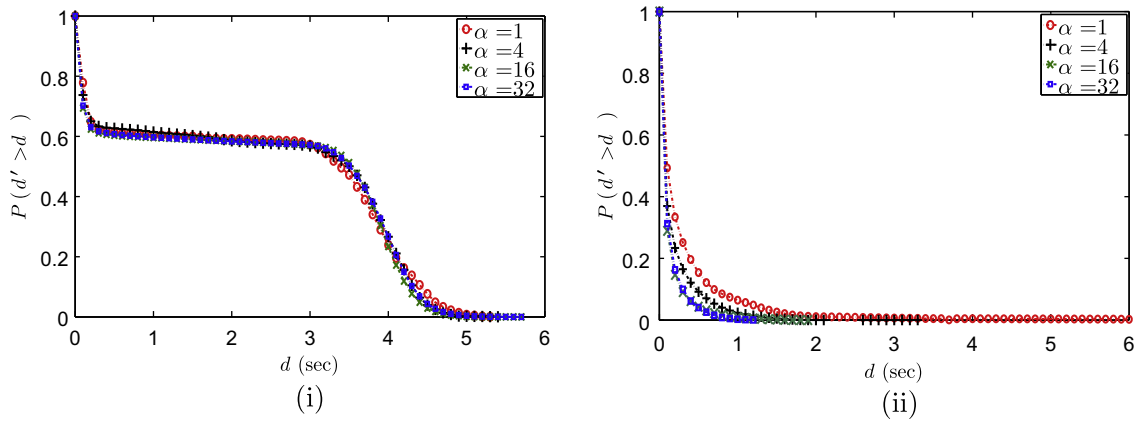 1
0.8
0.6
0.4
0.2
0
P ( d′ >d )
0 1 2 3 4 5 6
d (sec)
α =1
α =4
α =16
α =32
(i)
1
0.8
0.6
0.4
0.2
0
P ( d′ >d )
0 1 2 3 4 5 6
d (sec)
α =1
α =4
α =16
α =32
(ii)